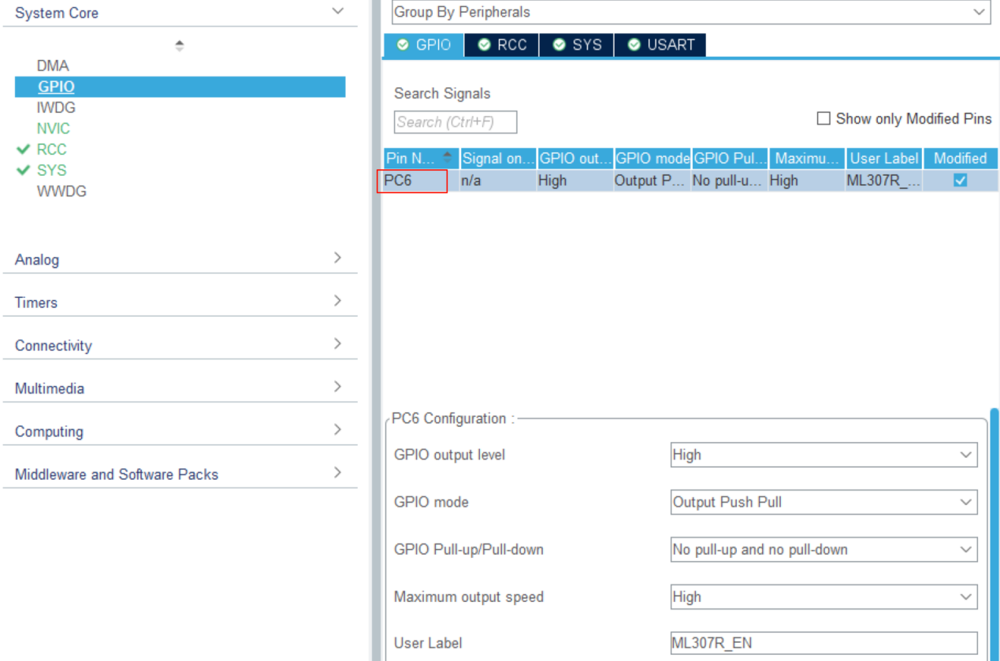 System Core
DMA
GPIO
IWDG
NVIC
RCC
SYS
WWDG
Analog
Timers
Connectivity
Multimedia
Computing
Middleware and Software Packs
Group By Peripherals
GPIO RCC SYS USART
Search Signals
Search (Ctrl+F)
Show only Modified Pins
Pin N... Signal on... GPIO out... GPIO mode GPIO Pul... Maximu... User Label Modified
PC6 n/a High Output P... No pull-u... High ML307R_...
PC6 Configuration :
GPIO output level High
GPIO mode Output Push Pull
GPIO Pull-up/Pull-down No pull-up and no pull-down
Maximum output speed High
User Label ML307R_EN